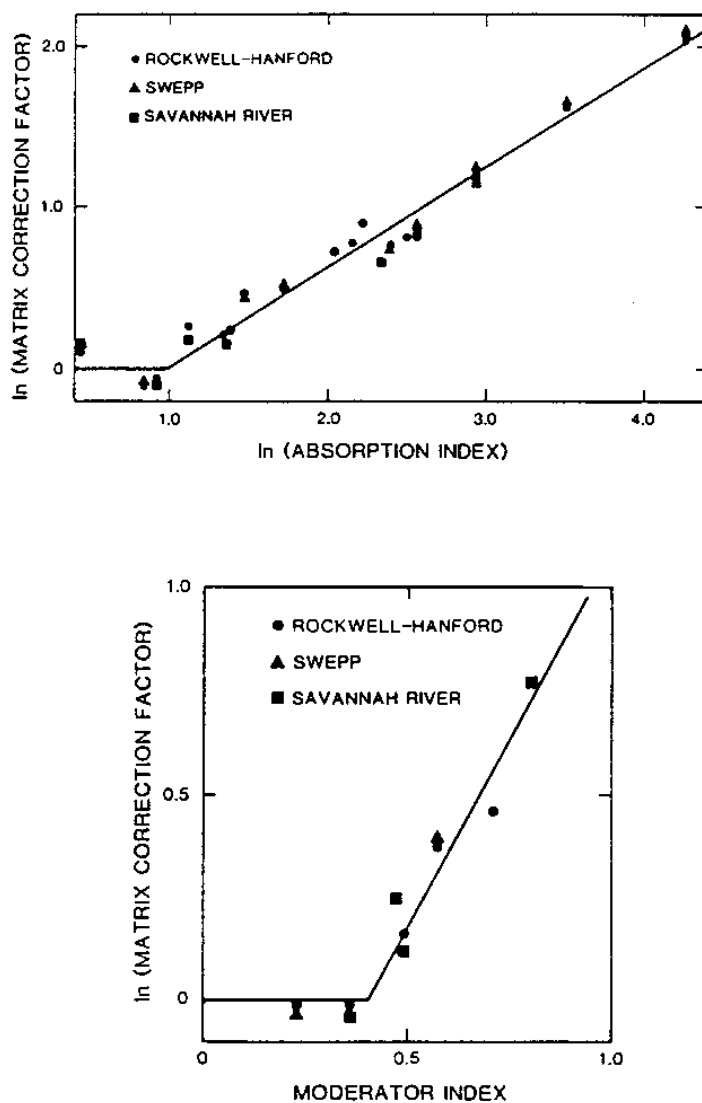 2.0
• ROCKWELL-HANFORD
▲ SWEPP
■ SAVANNAH RIVER
1.0
0
ln (MATRIX CORRECTION FACTOR)
1.0 2.0 3.0 4.0
ln (ABSORPTION INDEX)
1.0
● ROCKWELL-HANFORD
▲ SWEPP
■ SAVANNAH RIVER
0.5
0
ln (MATRIX CORRECTION FACTOR)
0 0.5 1.0
MODERATOR INDEX